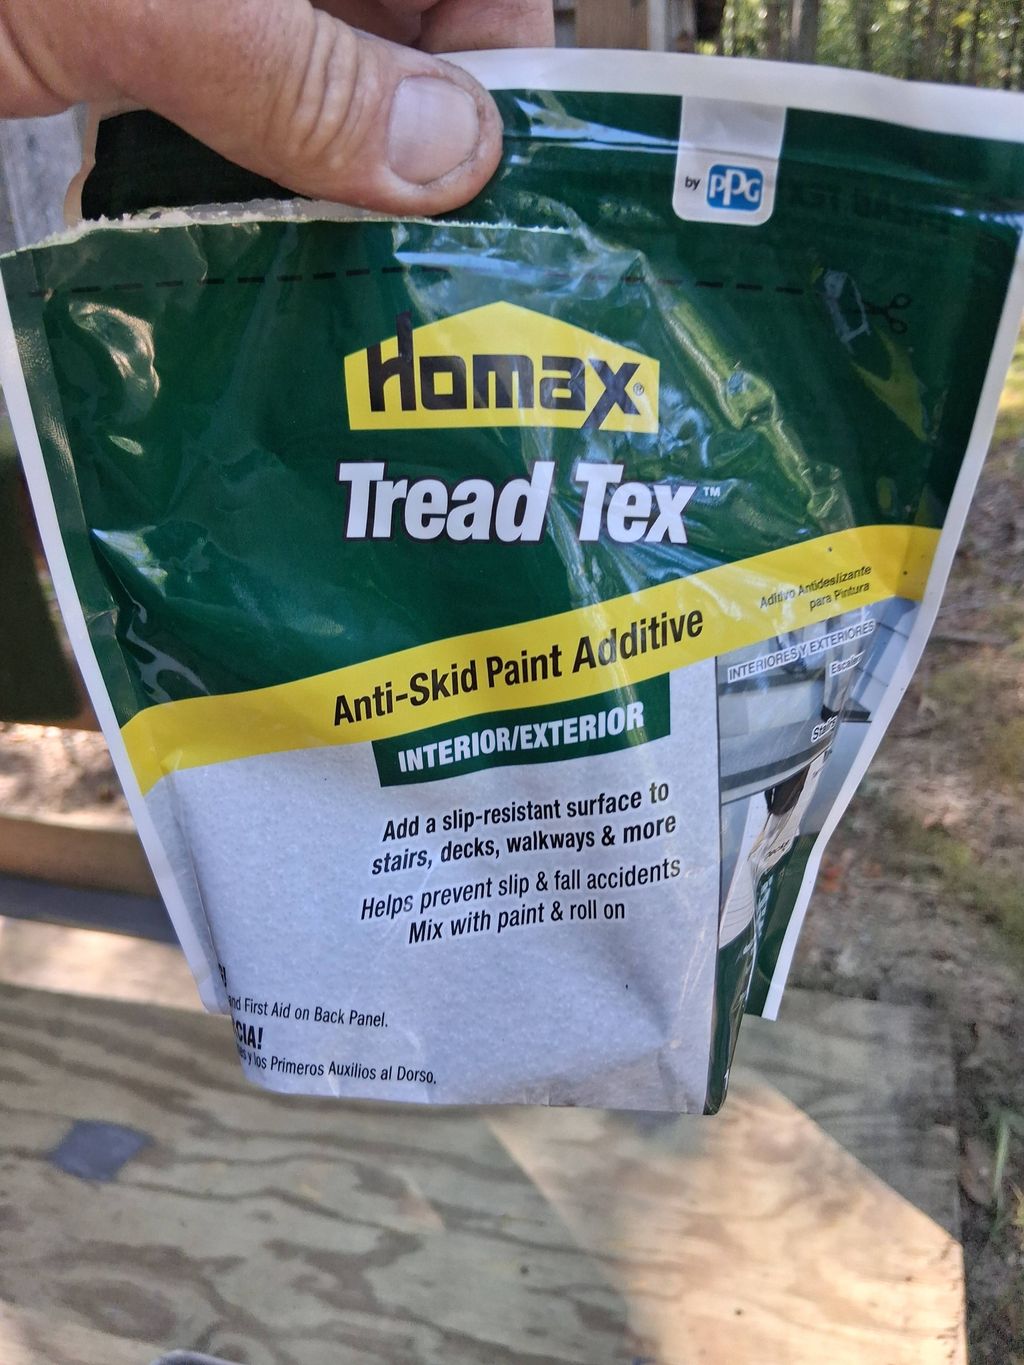 by PPG
Homax®
Tread Tex™
Aditivo Antideslizante
para Pintura
Anti-Skid Paint Additive
INTERIORES Y EXTERIORES
INTERIOR/EXTERIOR
Add a slip-resistant surface to
stairs, decks, walkways & more
Helps prevent slip & fall accidents
Mix with paint & roll on
First Aid on Back Panel.
y los Primeros Auxilios al Dorso.